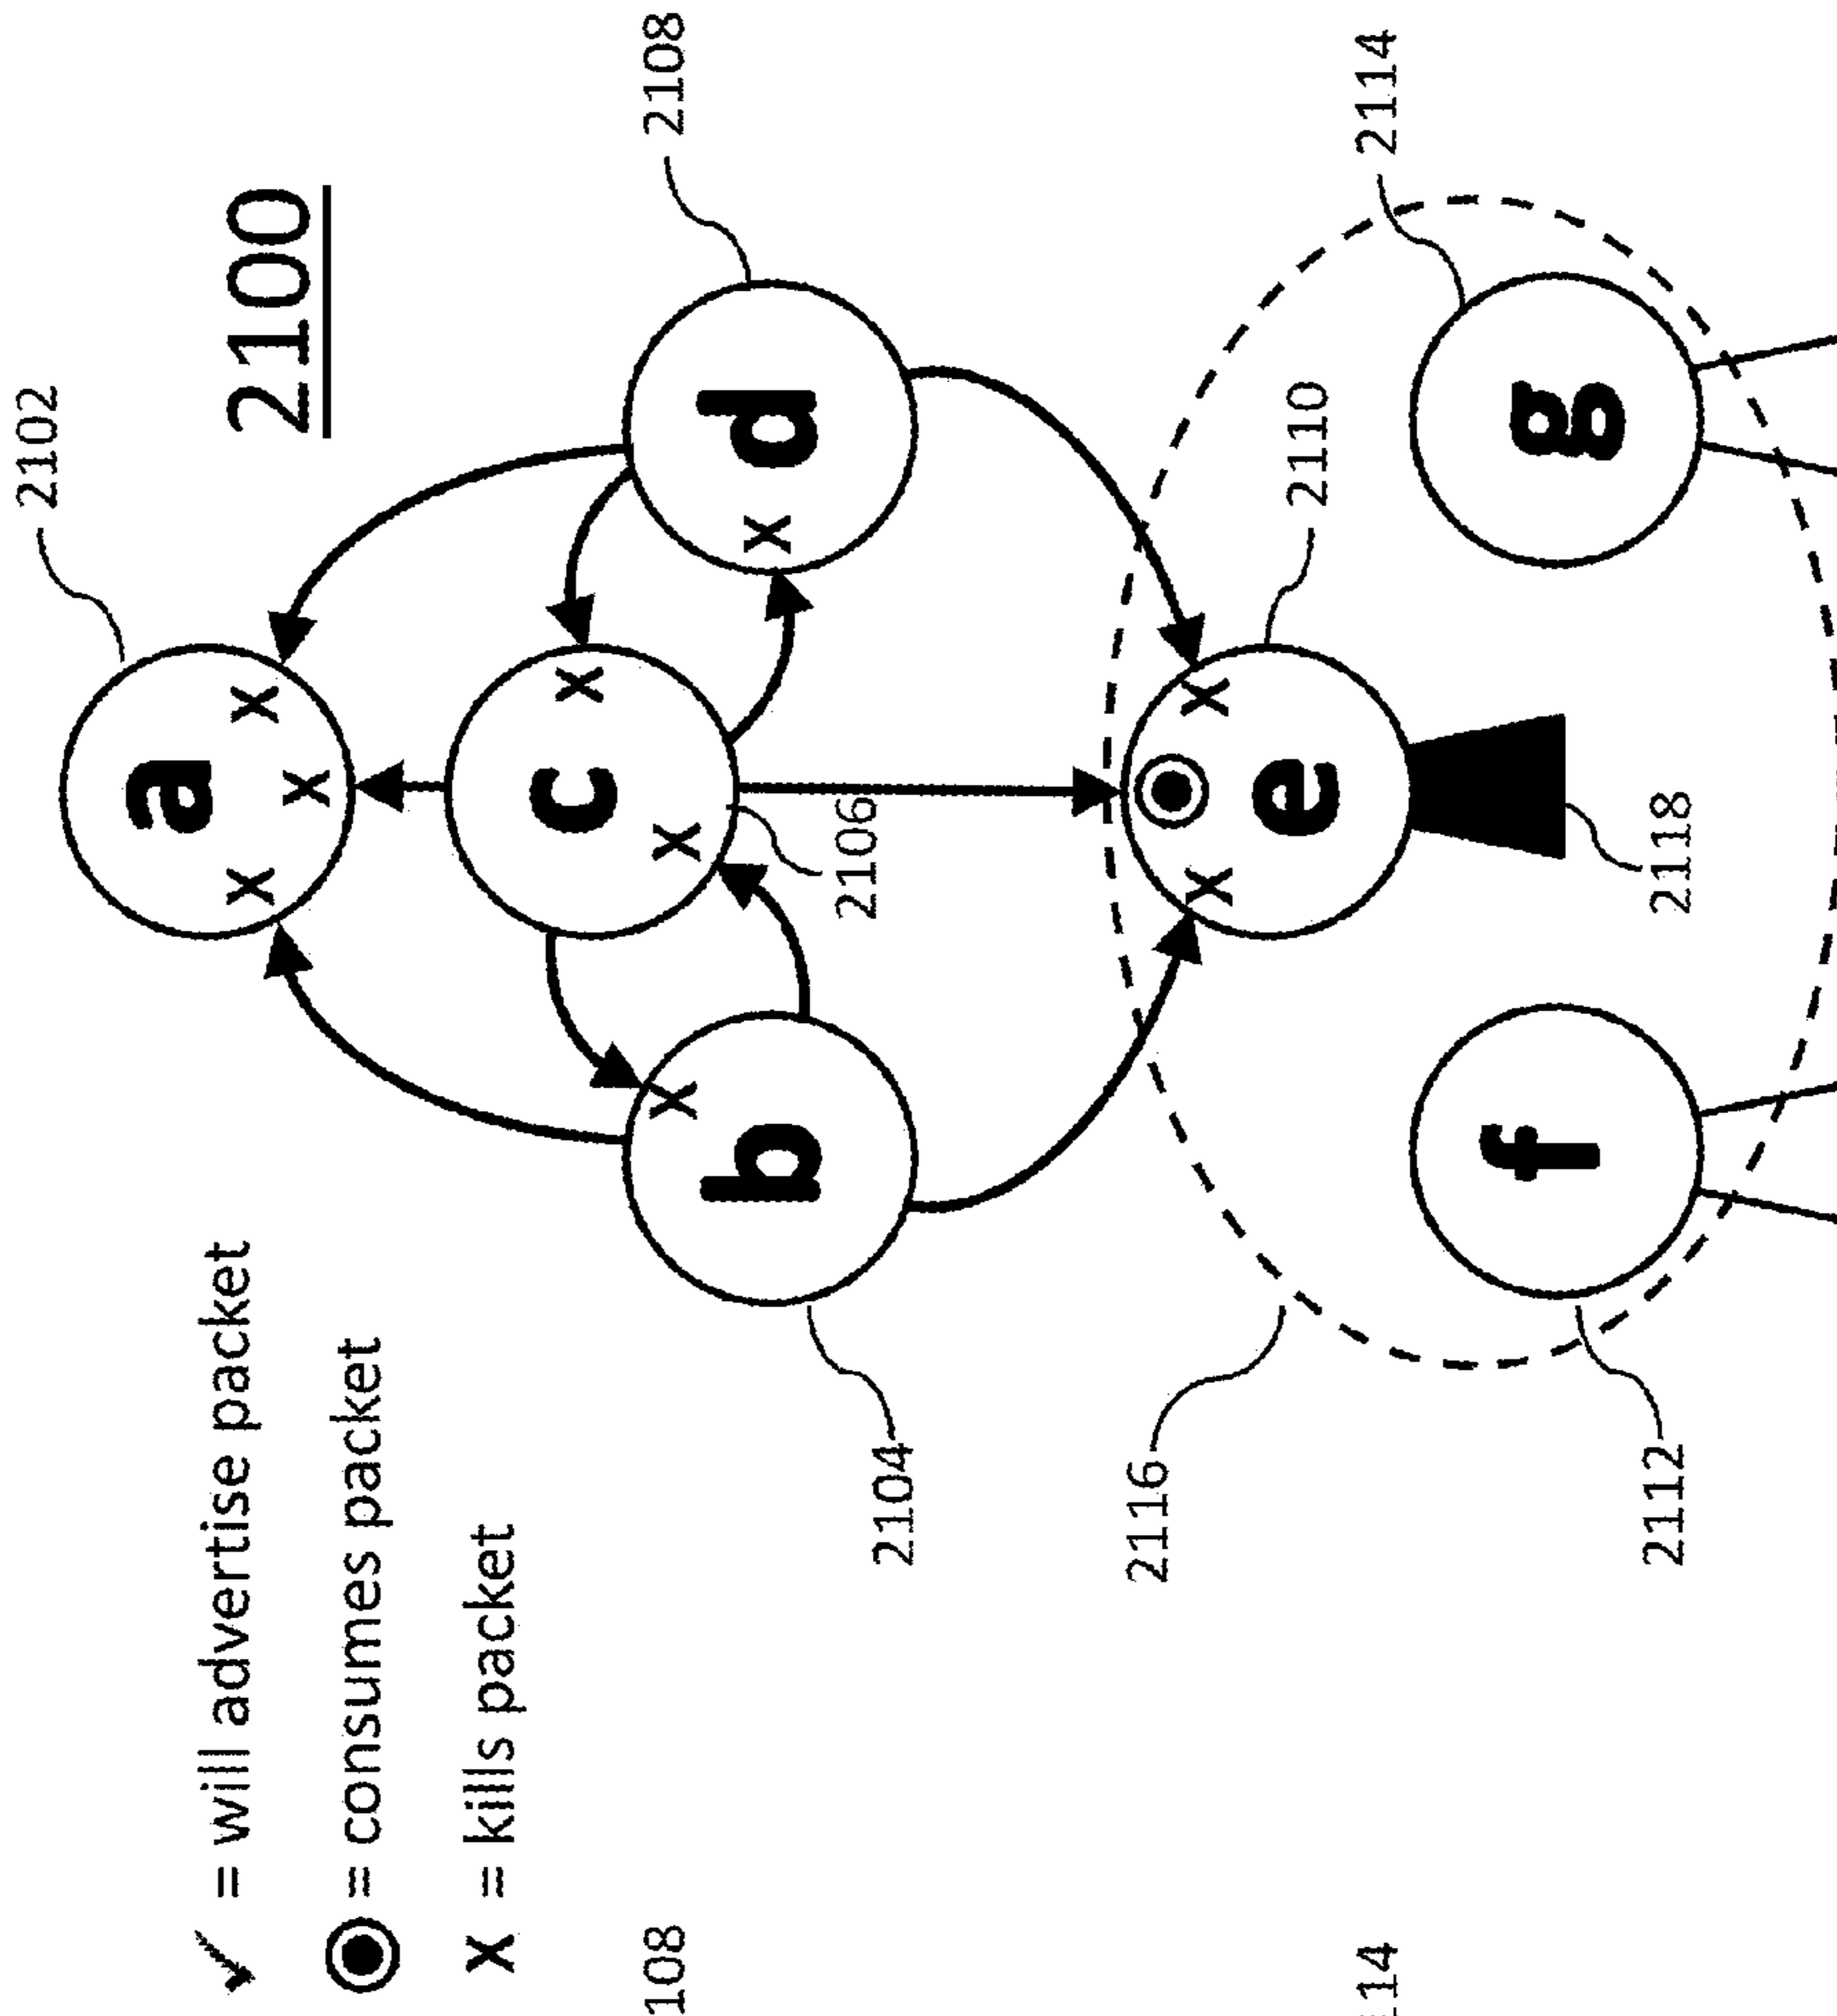 ✓ = will advertise packet
◉ = consumes packet
x = kills packet
2100
2102
a
x x x
2108
d
x
c
x x
2106
b
x
2104
2116
2110
e
x x
2118
2114
g
f
2112
108
114